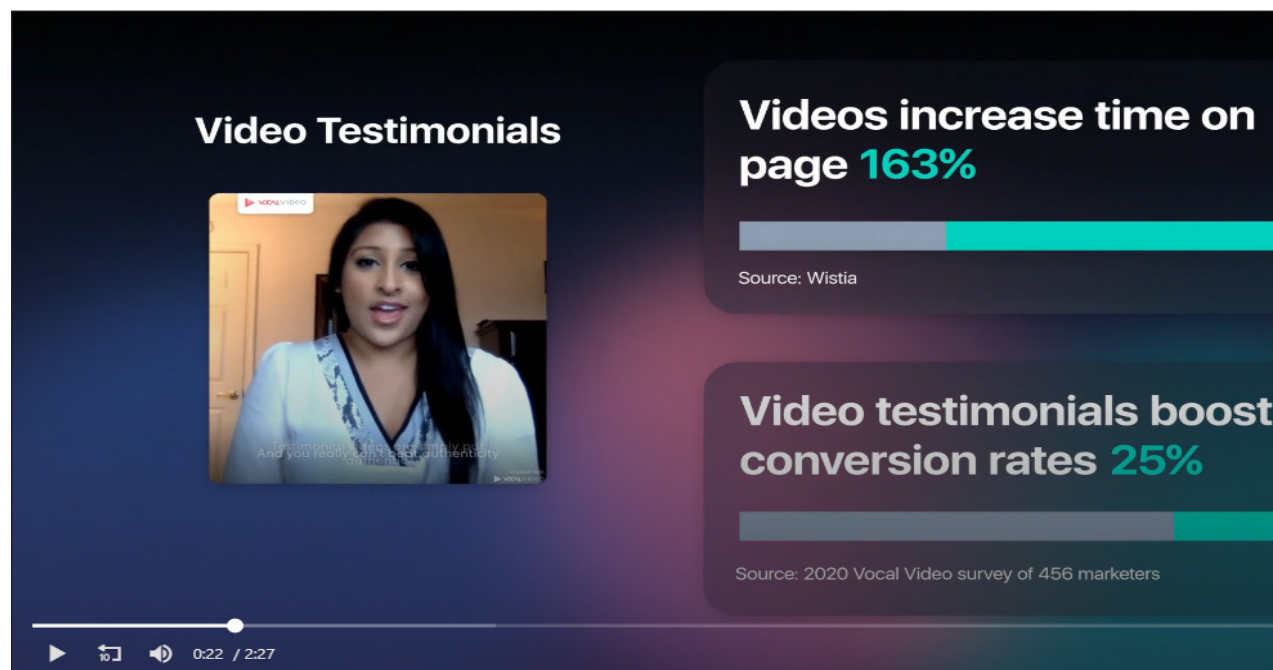 Video Testimonials
VOCALVIDEO
And you really can't beat authenticity
Videos increase time on
page 163%
Source: Wistia
Video testimonials boost
conversion rates 25%
Source: 2020 Vocal Video survey of 456 marketers
10
0:22 / 2:27